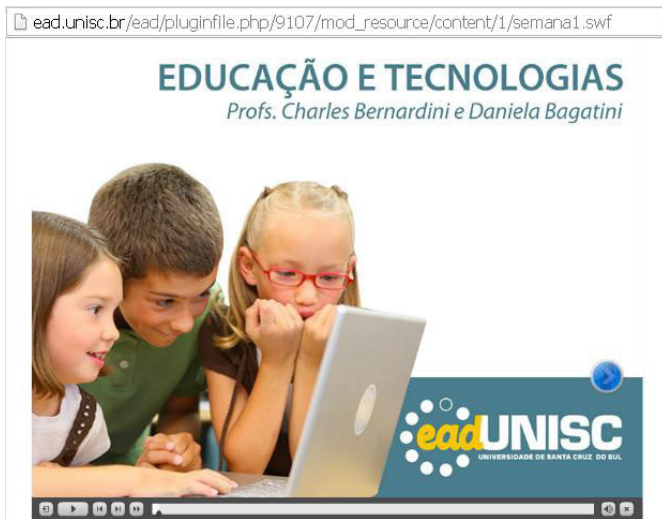 ead.unisc.br/ead/pluginfile.php/9107/mod_resource/content/1/semana1.swf
EDUCAÇÃO E TECNOLOGIAS
Profs. Charles Bernardini e Daniela Bagatini
eadUNISC
UNIVERSIDADE DE SANTA CRUZ DO SUL